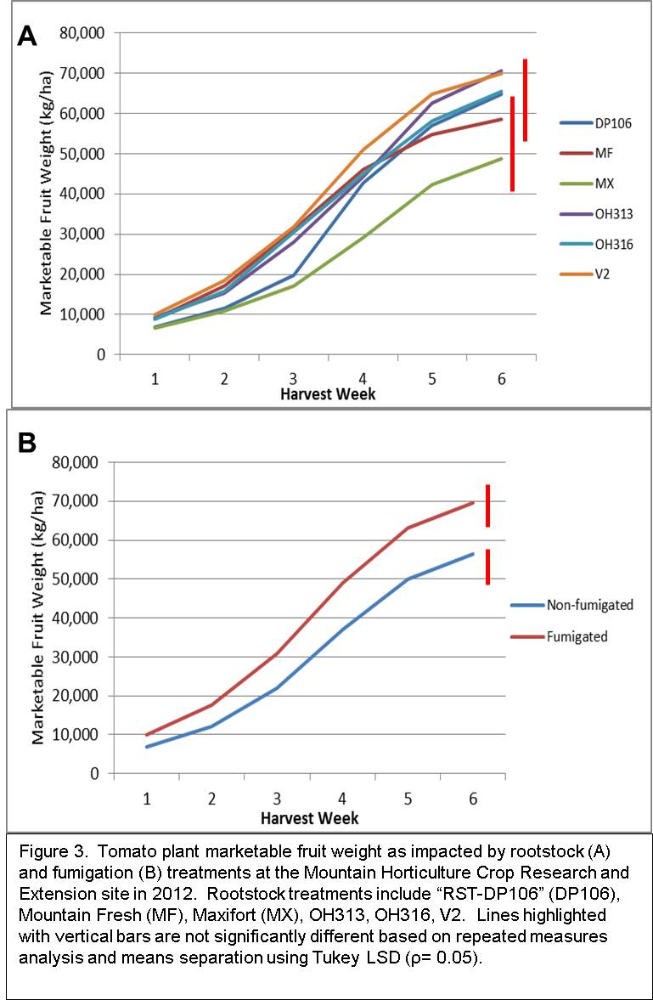 A
80,000
70,000
60,000
50,000
40,000
30,000
20,000
10,000
0
Marketable Fruit Weight (kg/ha)
1 2 3 4 5 6
Harvest Week
DP106
MF
MX
OH313
OH316
V2
B
80,000
70,000
60,000
50,000
40,000
30,000
20,000
10,000
0
Marketable Fruit Weight (kg/ha)
1 2 3 4 5 6
Harvest Week
Non-fumigated
Fumigated
Figure 3.  Tomato plant marketable fruit weight as impacted by rootstock (A)
and fumigation (B) treatments at the Mountain Horticulture Crop Research and
Extension site in 2012.  Rootstock treatments include “RST-DP106” (DP106),
Mountain Fresh (MF), Maxifort (MX), OH313, OH316, V2.  Lines highlighted
with vertical bars are not significantly different based on repeated measures
analysis and means separation using Tukey LSD (ρ= 0.05).